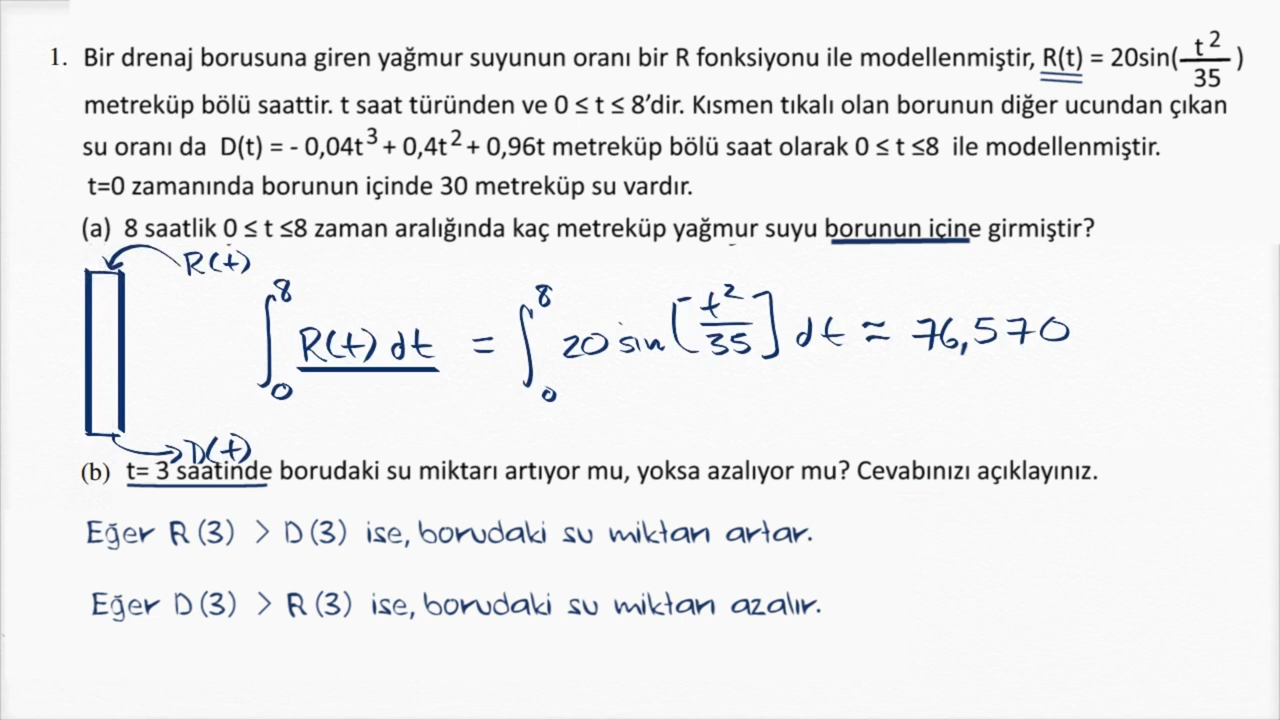 1. Bir drenaj borusuna giren yağmur suyunun oranı bir R fonksiyonu ile modellenmiştir, R(t) = 20sin(t²/35)
metreküp bölü saattir. t saat türünden ve 0 ≤ t ≤ 8'dir. Kısmen tıkalı olan borunun diğer ucundan çıkan
su oranı da D(t) = - 0,04t³ + 0,4t² + 0,96t metreküp bölü saat olarak 0 ≤ t ≤8 ile modellenmiştir.
t=0 zamanında borunun içinde 30 metreküp su vardır.
(a) 8 saatlik 0 ≤ t ≤8 zaman aralığında kaç metreküp yağmur suyu borunun içine girmiştir?
R(t)
∫₀⁸ R(t) dt = ∫₀⁸ 20 sin [t²/35] dt ≈ 76,570
D(t)
(b) t= 3 saatinde borudaki su miktarı artıyor mu, yoksa azalıyor mu? Cevabınızı açıklayınız.
Eğer R(3) > D(3) ise, borudaki su miktarı artar.
Eğer D(3) > R(3) ise, borudaki su miktarı azalır.